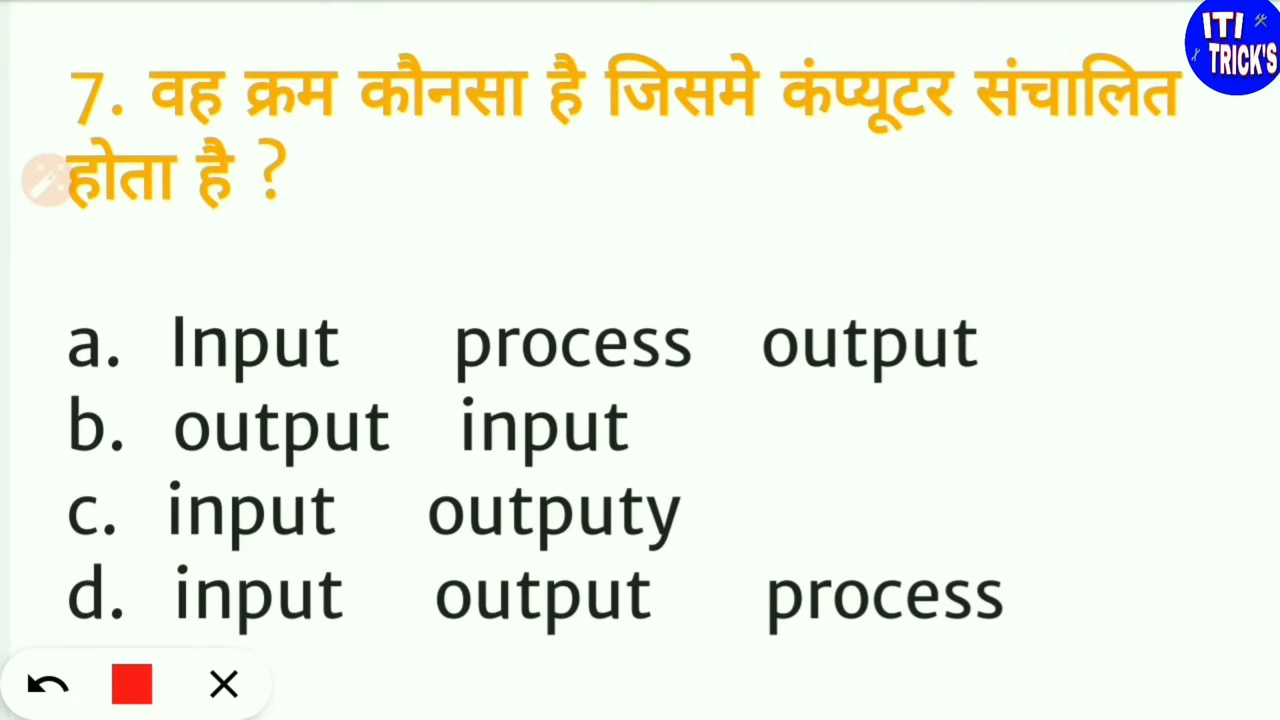 ITI
TRICK'S
7. वह क्रम कौनसा है जिसमे कंप्यूटर संचालित
होता है ?
a. Input process output
b. output input
c. input outputy
d. input output process